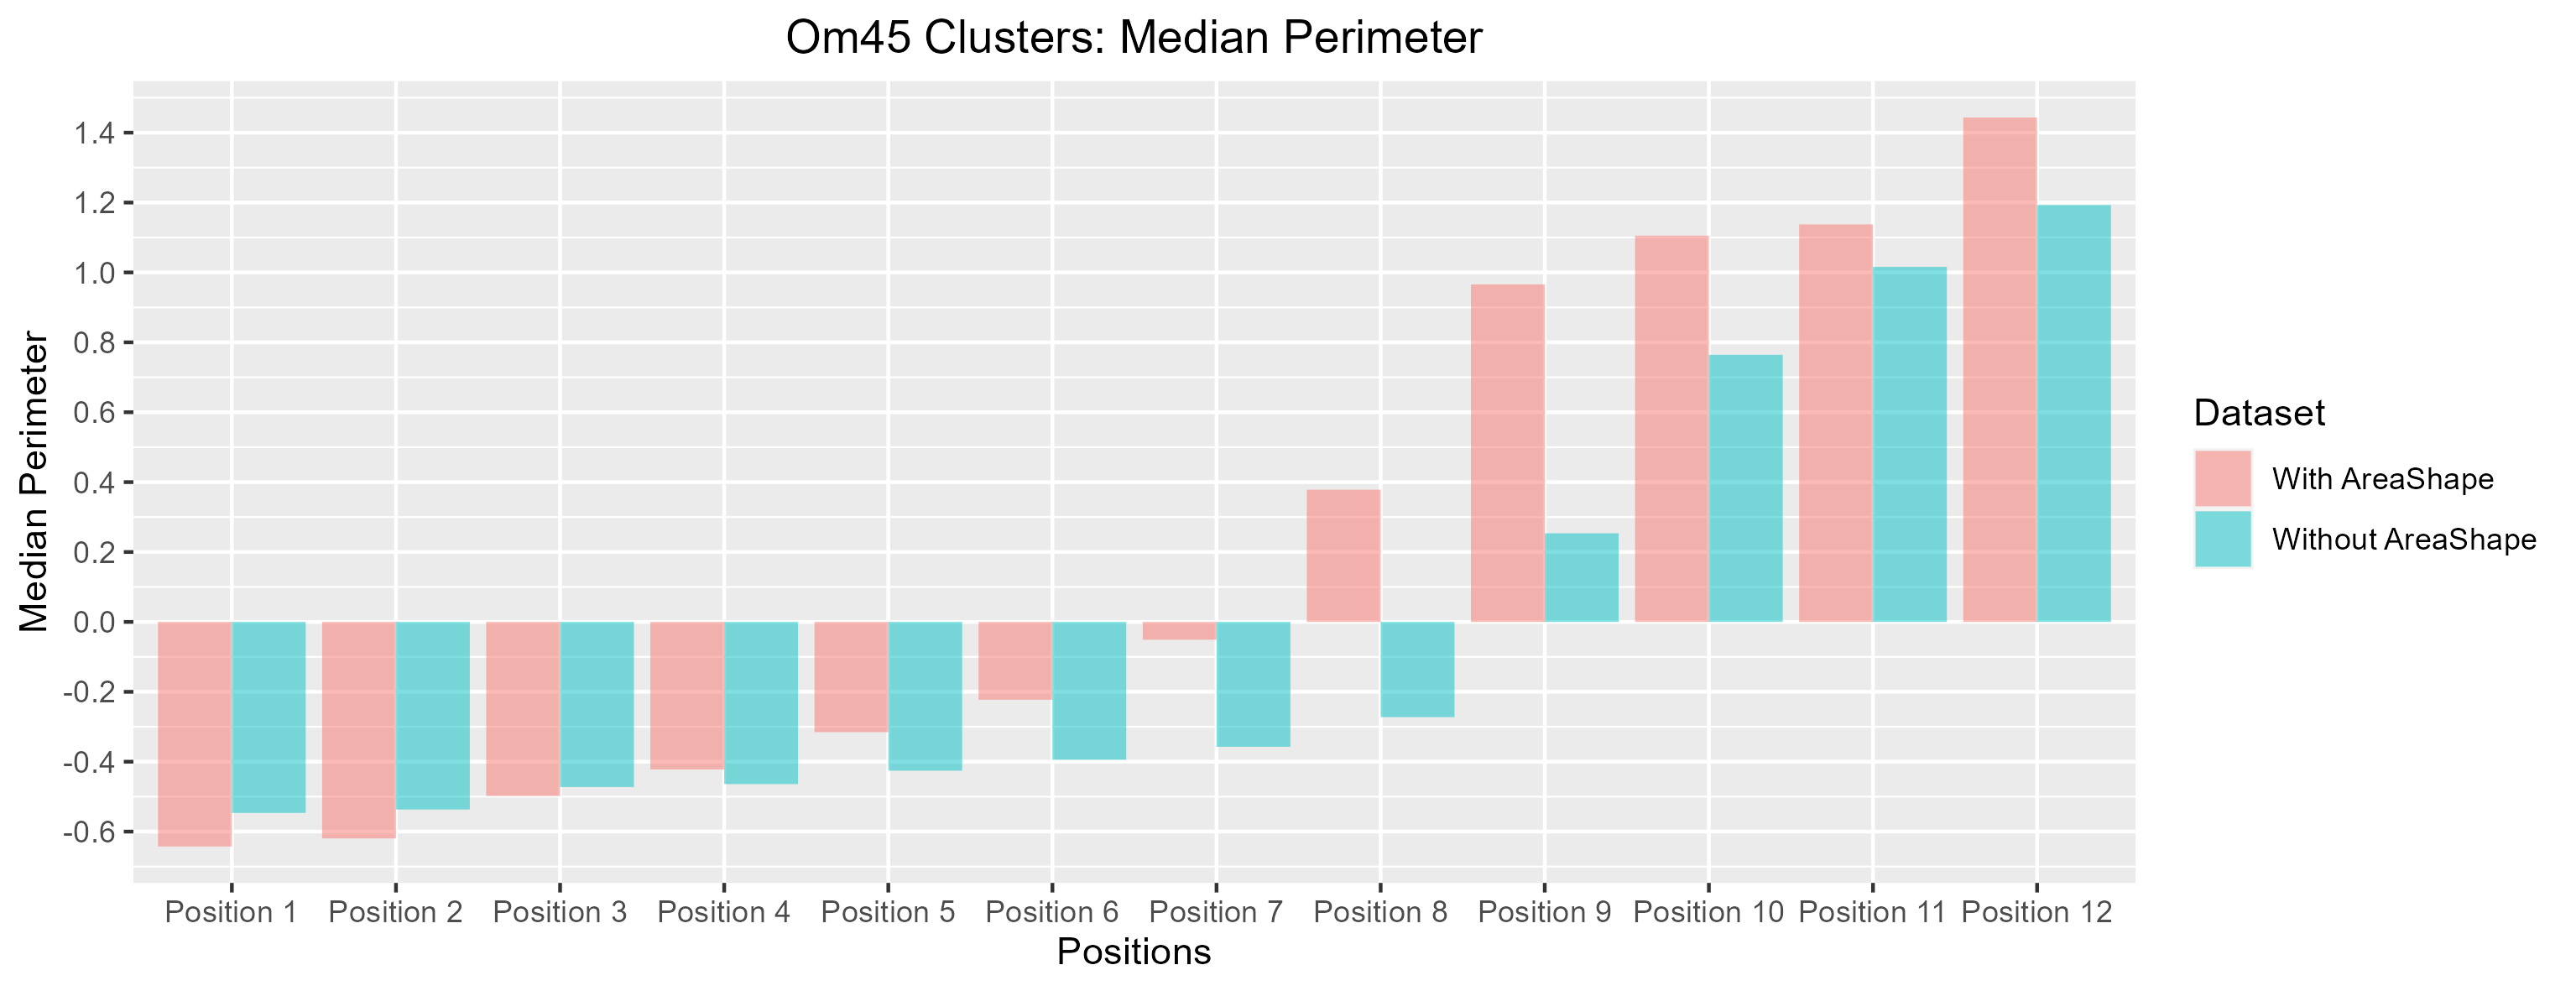 Om45 Clusters: Median Perimeter
Median Perimeter
1.4
1.2
1.0
0.8
0.6
0.4
0.2
0.0
-0.2
-0.4
-0.6
Position 1 Position 2 Position 3 Position 4 Position 5 Position 6 Position 7 Position 8 Position 9 Position 10 Position 11 Position 12
Positions
Dataset
With AreaShape
Without AreaShape